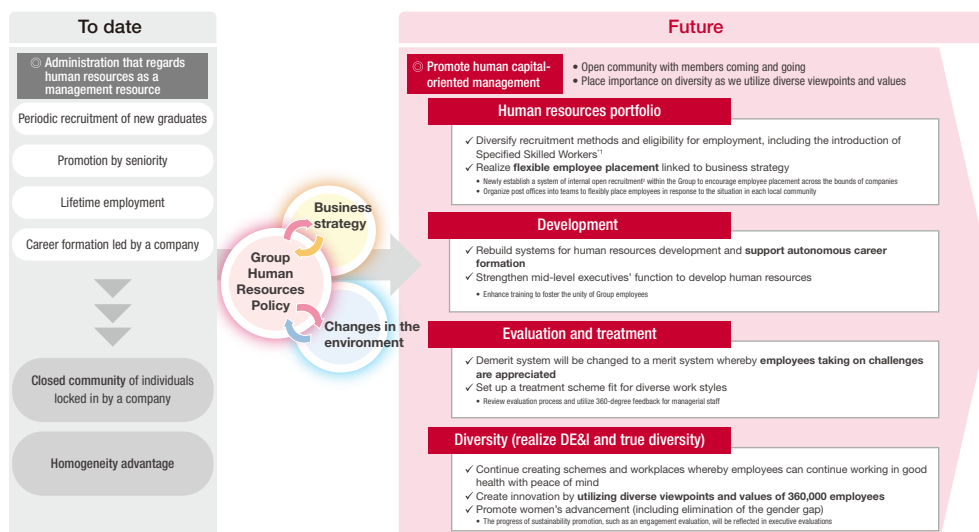 To date
◎ Administration that regards
human resources as a
management resource
Periodic recruitment of new graduates
Promotion by seniority
Lifetime employment
Career formation led by a company
Closed community of individuals
locked in by a company
Homogeneity advantage
Business
strategy
Group
Human
Resources
Policy
Changes in the
environment
Future
◎ Promote human capital-
oriented management
• Open community with members coming and going
• Place importance on diversity as we utilize diverse viewpoints and values
Human resources portfolio
✓ Diversify recruitment methods and eligibility for employment, including the introduction of
Specified Skilled Workers*1
✓ Realize flexible employee placement linked to business strategy
• Newly establish a system of internal open recruitment² within the Group to encourage employee placement across the bounds of companies
• Organize post offices into teams to flexibly place employees in response to the situation in each local community
Development
✓ Rebuild systems for human resources development and support autonomous career
formation
✓ Strengthen mid-level executives' function to develop human resources
• Enhance training to foster the unity of Group employees
Evaluation and treatment
✓ Demerit system will be changed to a merit system whereby employees taking on challenges
are appreciated
✓ Set up a treatment scheme fit for diverse work styles
• Review evaluation process and utilize 360-degree feedback for managerial staff
Diversity (realize DE&I and true diversity)
✓ Continue creating schemes and workplaces whereby employees can continue working in good
health with peace of mind
✓ Create innovation by utilizing diverse viewpoints and values of 360,000 employees
✓ Promote women's advancement (including elimination of the gender gap)
• The progress of sustainability promotion, such as an engagement evaluation, will be reflected in executive evaluations